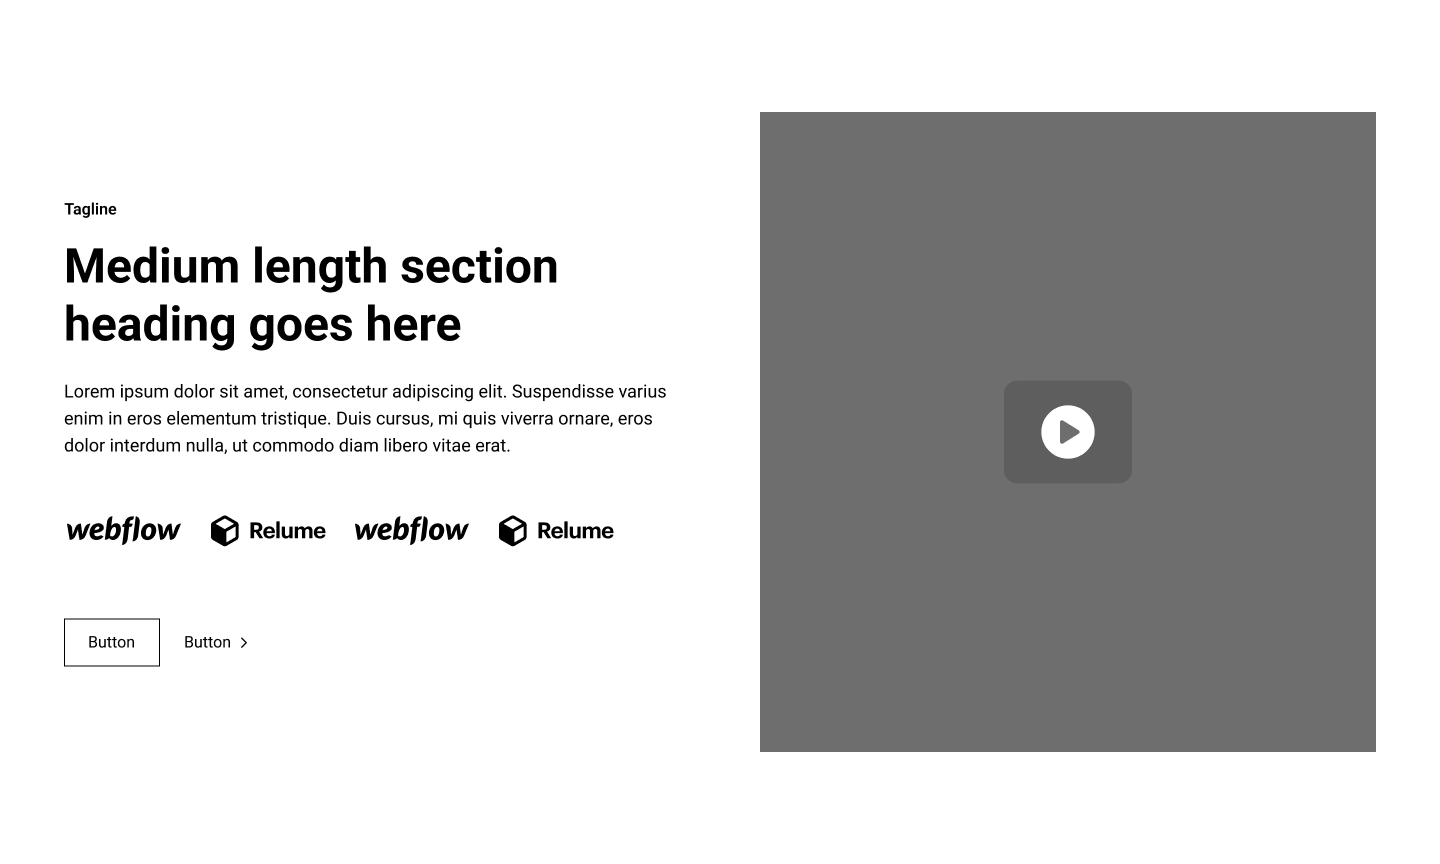 Tagline
Medium length section
heading goes here
Lorem ipsum dolor sit amet, consectetur adipiscing elit. Suspendisse varius
enim in eros elementum tristique. Duis cursus, mi quis viverra ornare, eros
dolor interdum nulla, ut commodo diam libero vitae erat.
webflow Relume webflow Relume
Button Button